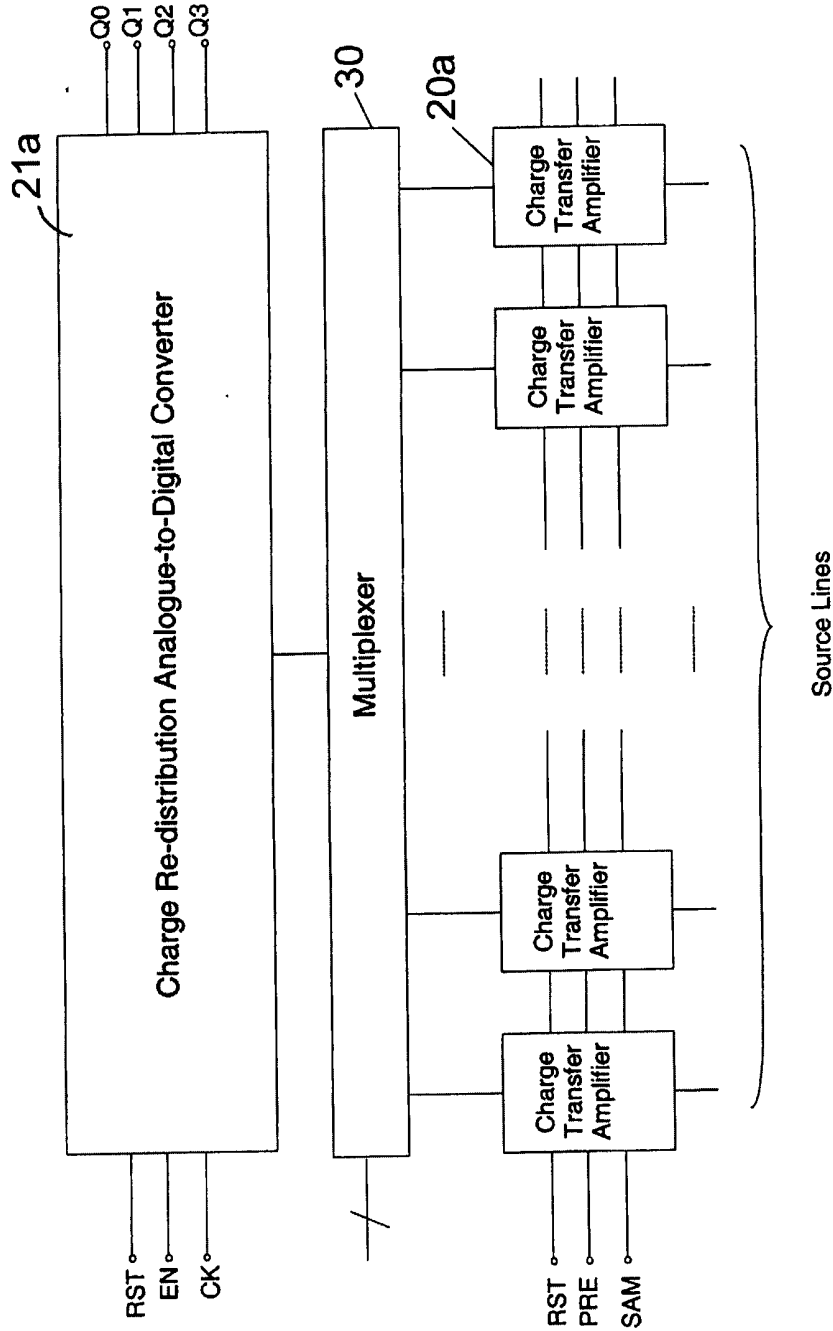 21a
RST
EN
CK
Charge Re-distribution Analogue-to-Digital Converter
Q0
Q1
Q2
Q3
Multiplexer
30
20a
RST
PRE
SAM
Charge
Transfer
Amplifier
Charge
Transfer
Amplifier
Charge
Transfer
Amplifier
Charge
Transfer
Amplifier
Source Lines